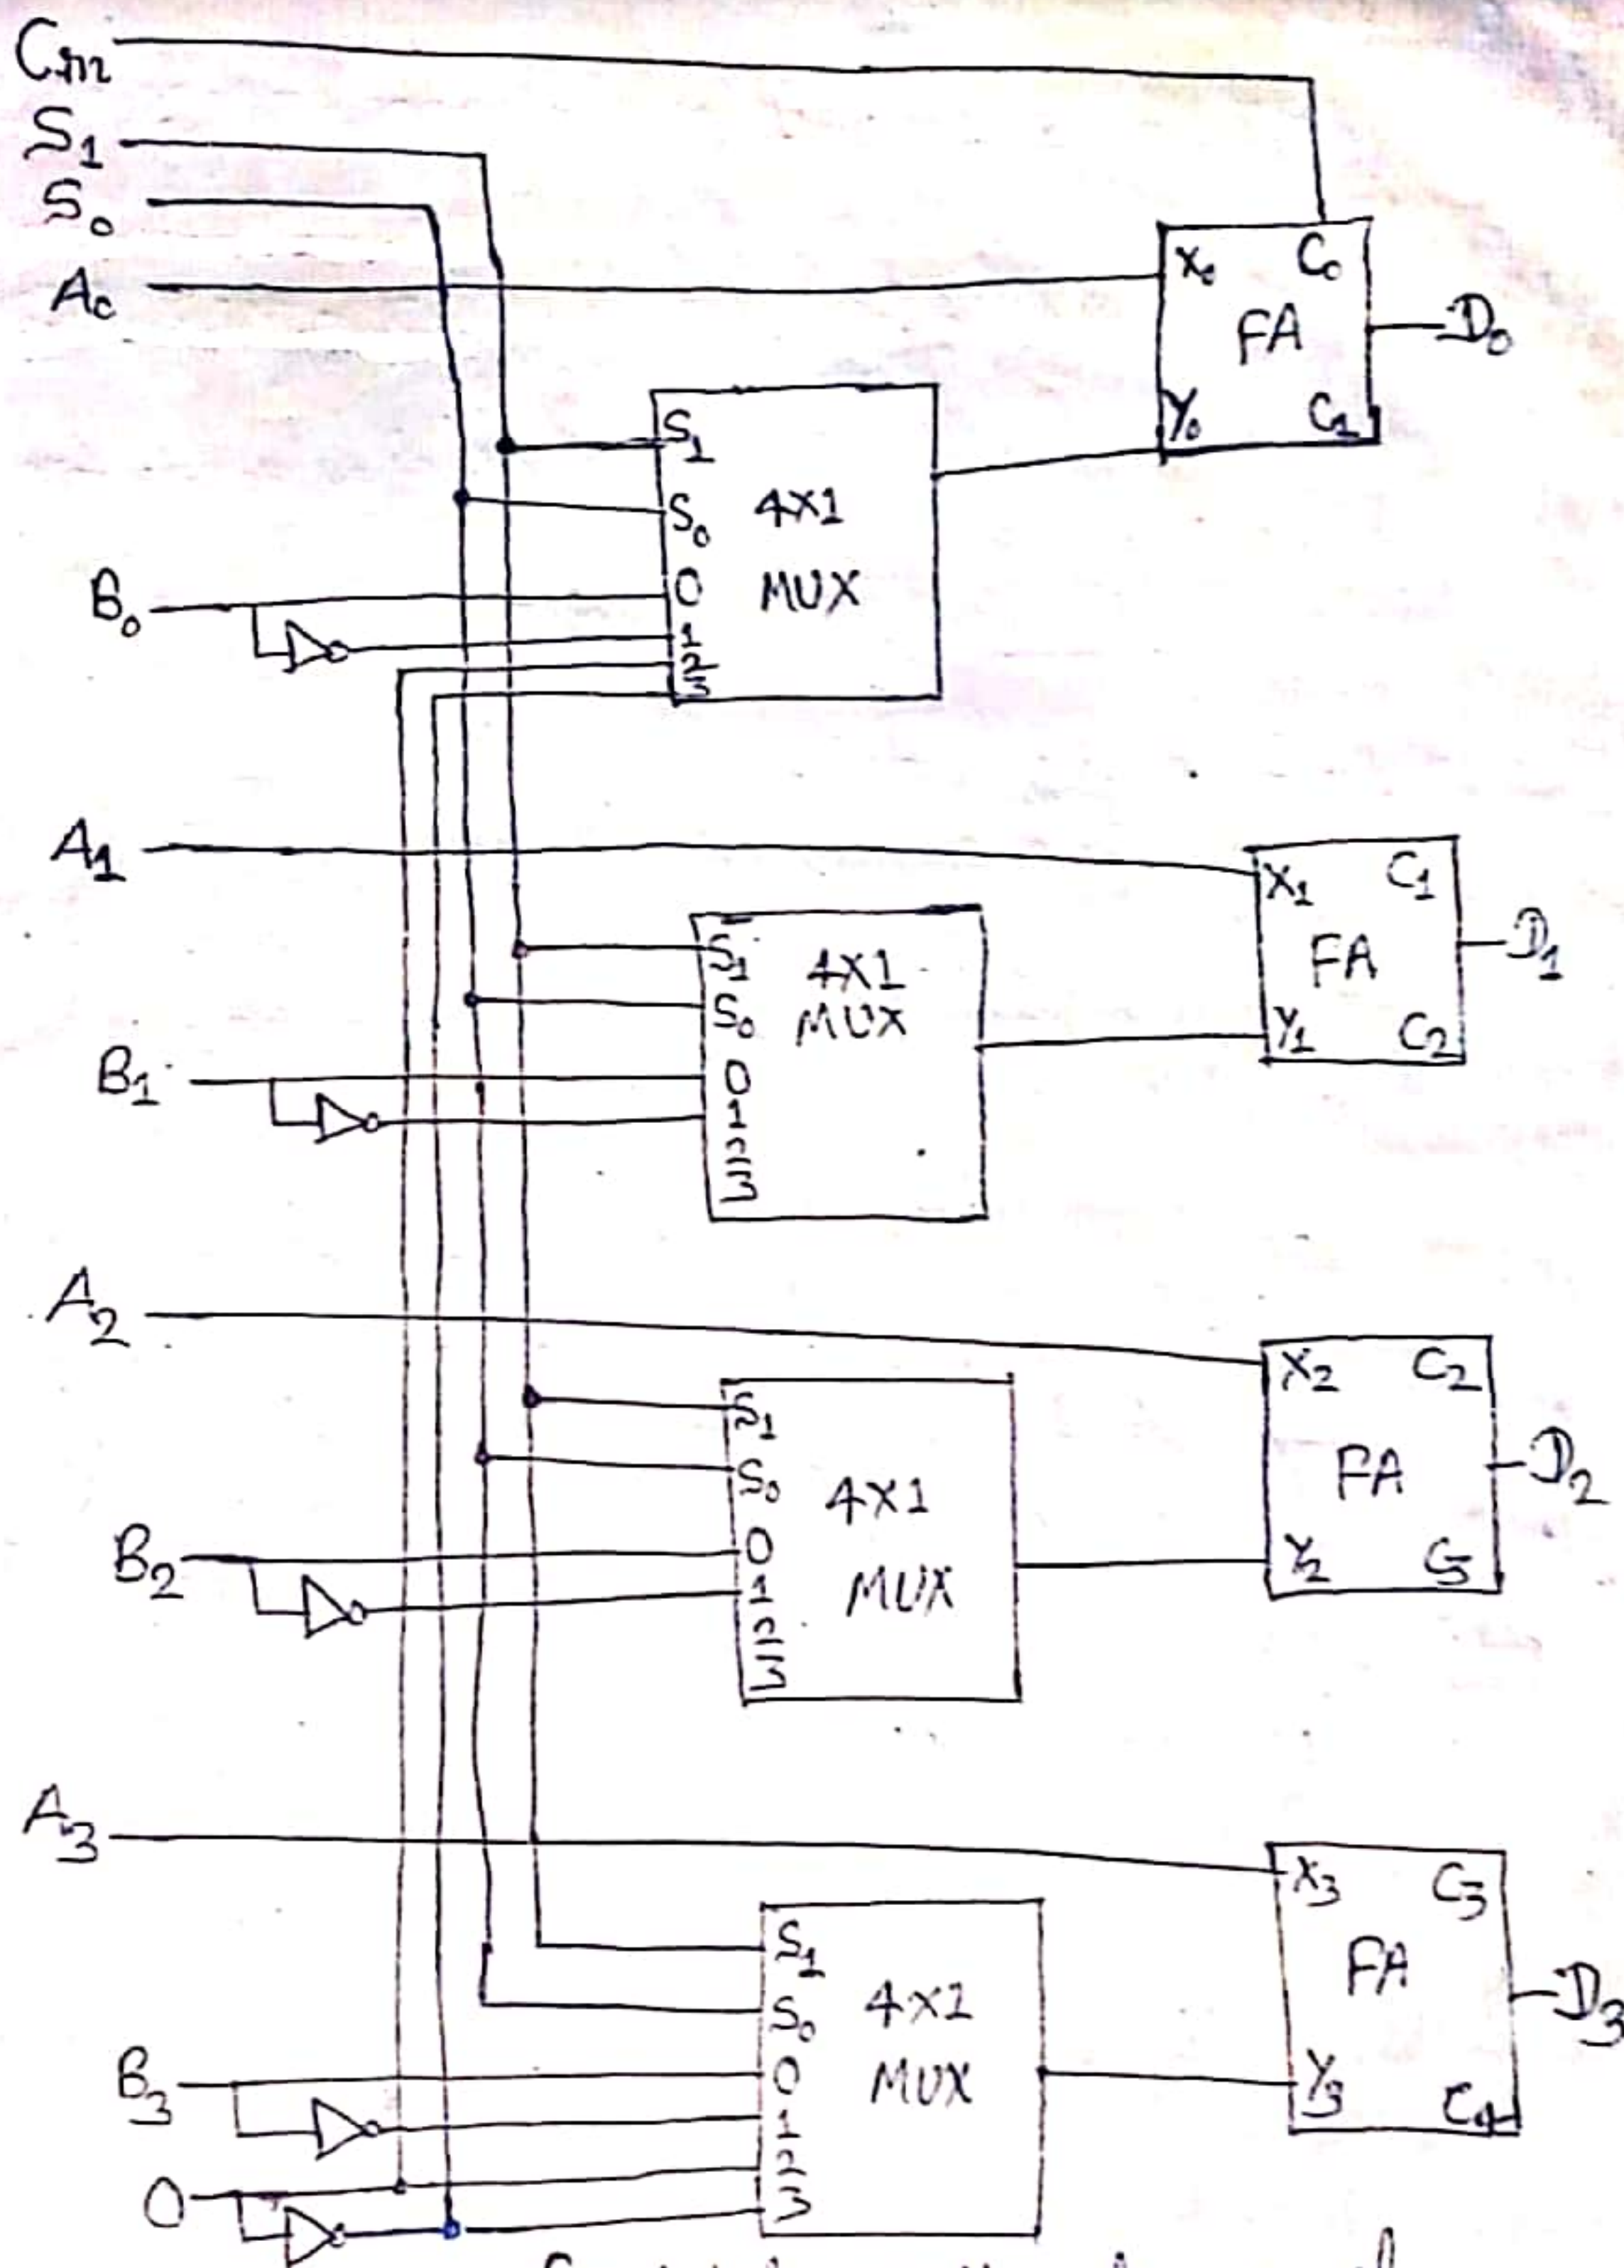 Cin
S1
S0
A0
X0 C0
FA
D0
Y0 C1
S1
S0 4X1
B0
0 MUX
1
2
3
A1
X1 C1
FA
D1
Y1 C2
S1 4X1
S0 MUX
B1
0
1
2
3
A2
X2 C2
FA
D2
Y2 C3
S1
S0 4X1
B2
0
1 MUX
2
3
A3
X3 C3
FA
D3
Y3 C4
S1
S0 4X1
B3
0 MUX
1
2
0
3